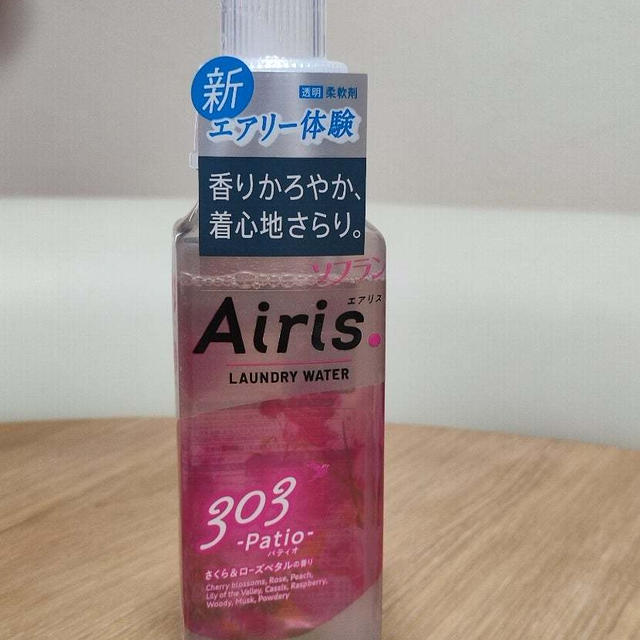 新
透明 柔軟剤
エアリー体験
香りかろやか、
着心地さらり。
ソフラン
エアリス
Airis.
LAUNDRY WATER
303
-Patio-
パティオ
さくら&ローズペタルの香り
Cherry blossoms, Rose, Peach,
Lily of the Valley, Cassis, Raspberry,
Woody, Musk, Powdery